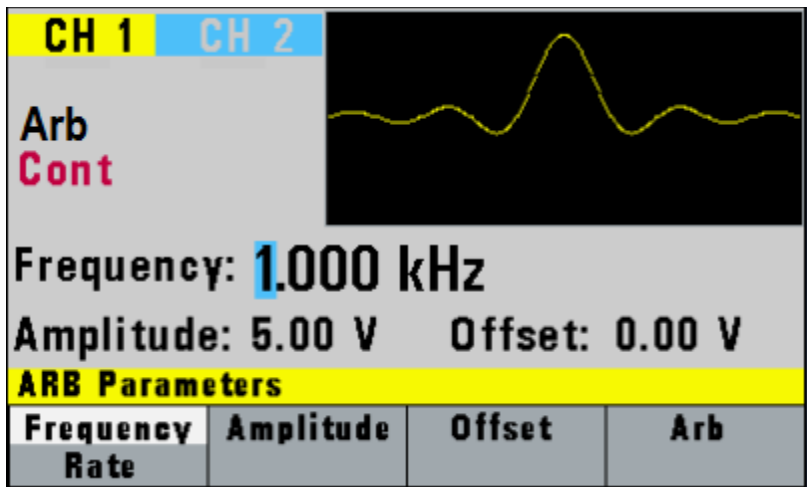 CH 1 CH 2
Arb
Cont
Frequency: 1.000 kHz
Amplitude: 5.00 V Offset: 0.00 V
ARB Parameters
Frequency Amplitude Offset Arb
Rate